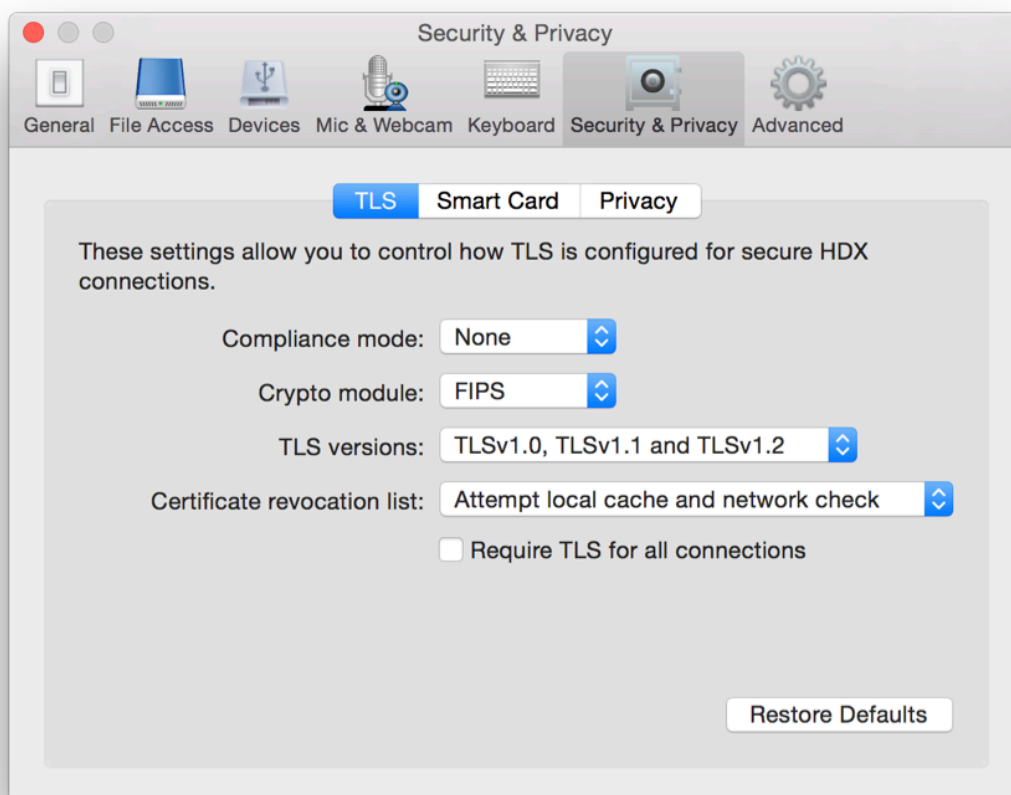 Security & Privacy
General File Access Devices Mic & Webcam Keyboard Security & Privacy Advanced
TLS Smart Card Privacy
These settings allow you to control how TLS is configured for secure HDX
connections.
Compliance mode: None
Crypto module: FIPS
TLS versions: TLSv1.0, TLSv1.1 and TLSv1.2
Certificate revocation list: Attempt local cache and network check
Require TLS for all connections
Restore Defaults